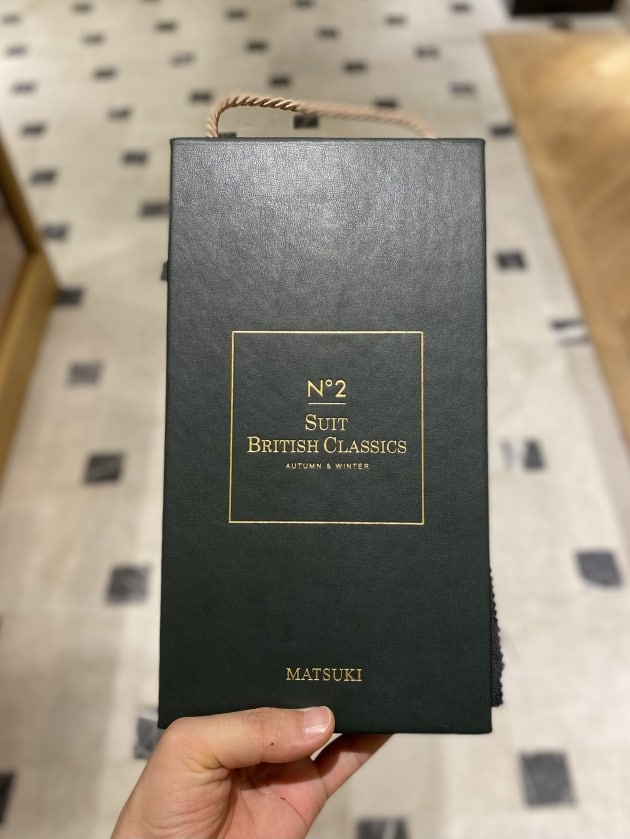 N°2
SUIT
BRITISH CLASSICS
AUTUMN & WINTER
MATSUKI